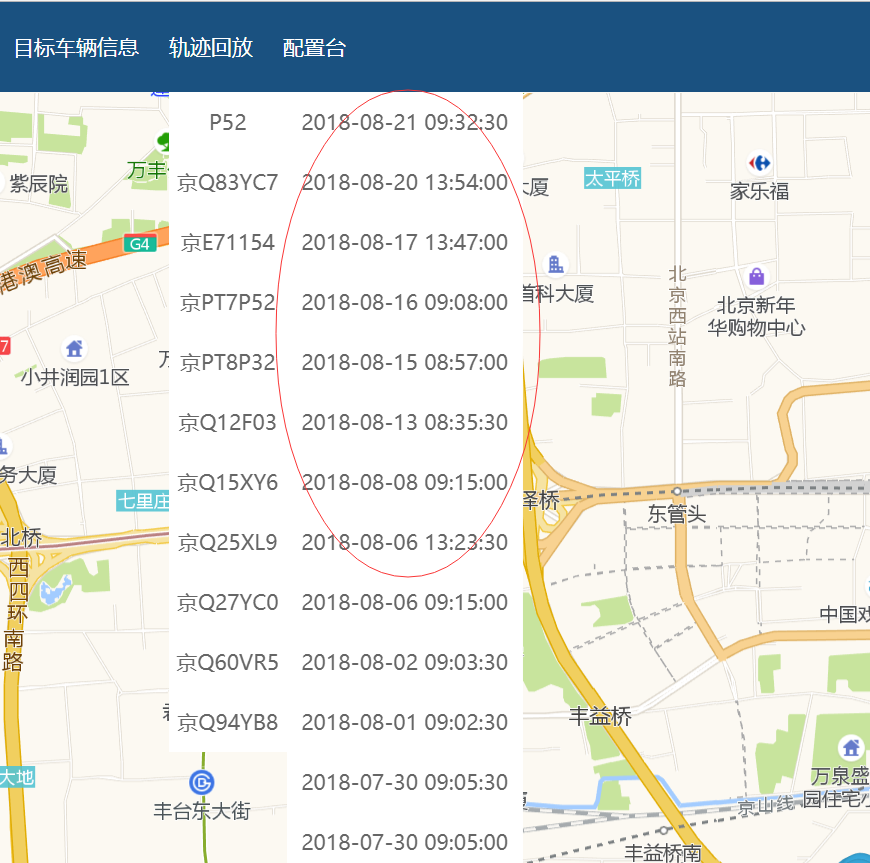 目标车辆信息 轨迹回放 配置台
P52 2018-08-21 09:32:30
京Q83YC7 2018-08-20 13:54:00
京E71154 2018-08-17 13:47:00
京PT7P52 2018-08-16 09:08:00
京PT8P32 2018-08-15 08:57:00
京Q12F03 2018-08-13 08:35:30
京Q15XY6 2018-08-08 09:15:00
京Q25XL9 2018-08-06 13:23:30
京Q27YC0 2018-08-06 09:15:00
京Q60VR5 2018-08-02 09:03:30
京Q94YB8 2018-08-01 09:02:30
2018-07-30 09:05:30
2018-07-30 09:05:00
万丰
紫辰院
G4
港澳高速
7
小井润园1区
务大厦
七里庄
北桥
西四环南路
大地
丰台东大街
大厦
太平桥
家乐福
首科大厦
北京西站南路
北京新年
华购物中心
泽桥
东管头
中国戏
丰益桥
万泉盛
园住宅小
京山线
丰益桥南